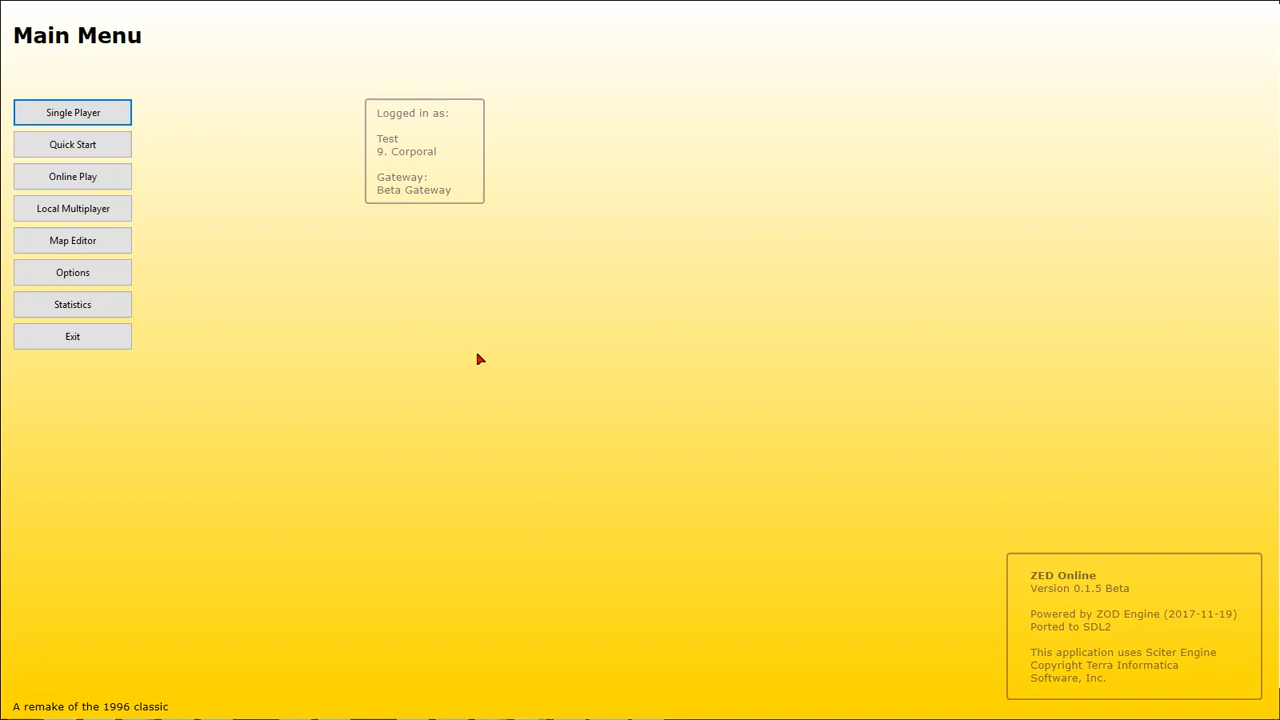 Main Menu
Single Player
Quick Start
Online Play
Local Multiplayer
Map Editor
Options
Statistics
Exit
Logged in as:
Test
9. Corporal
Gateway:
Beta Gateway
ZED Online
Version 0.1.5 Beta
Powered by ZOD Engine (2017-11-19)
Ported to SDL2
This application uses Sciter Engine
Copyright Terra Informatica
Software, Inc.
A remake of the 1996 classic